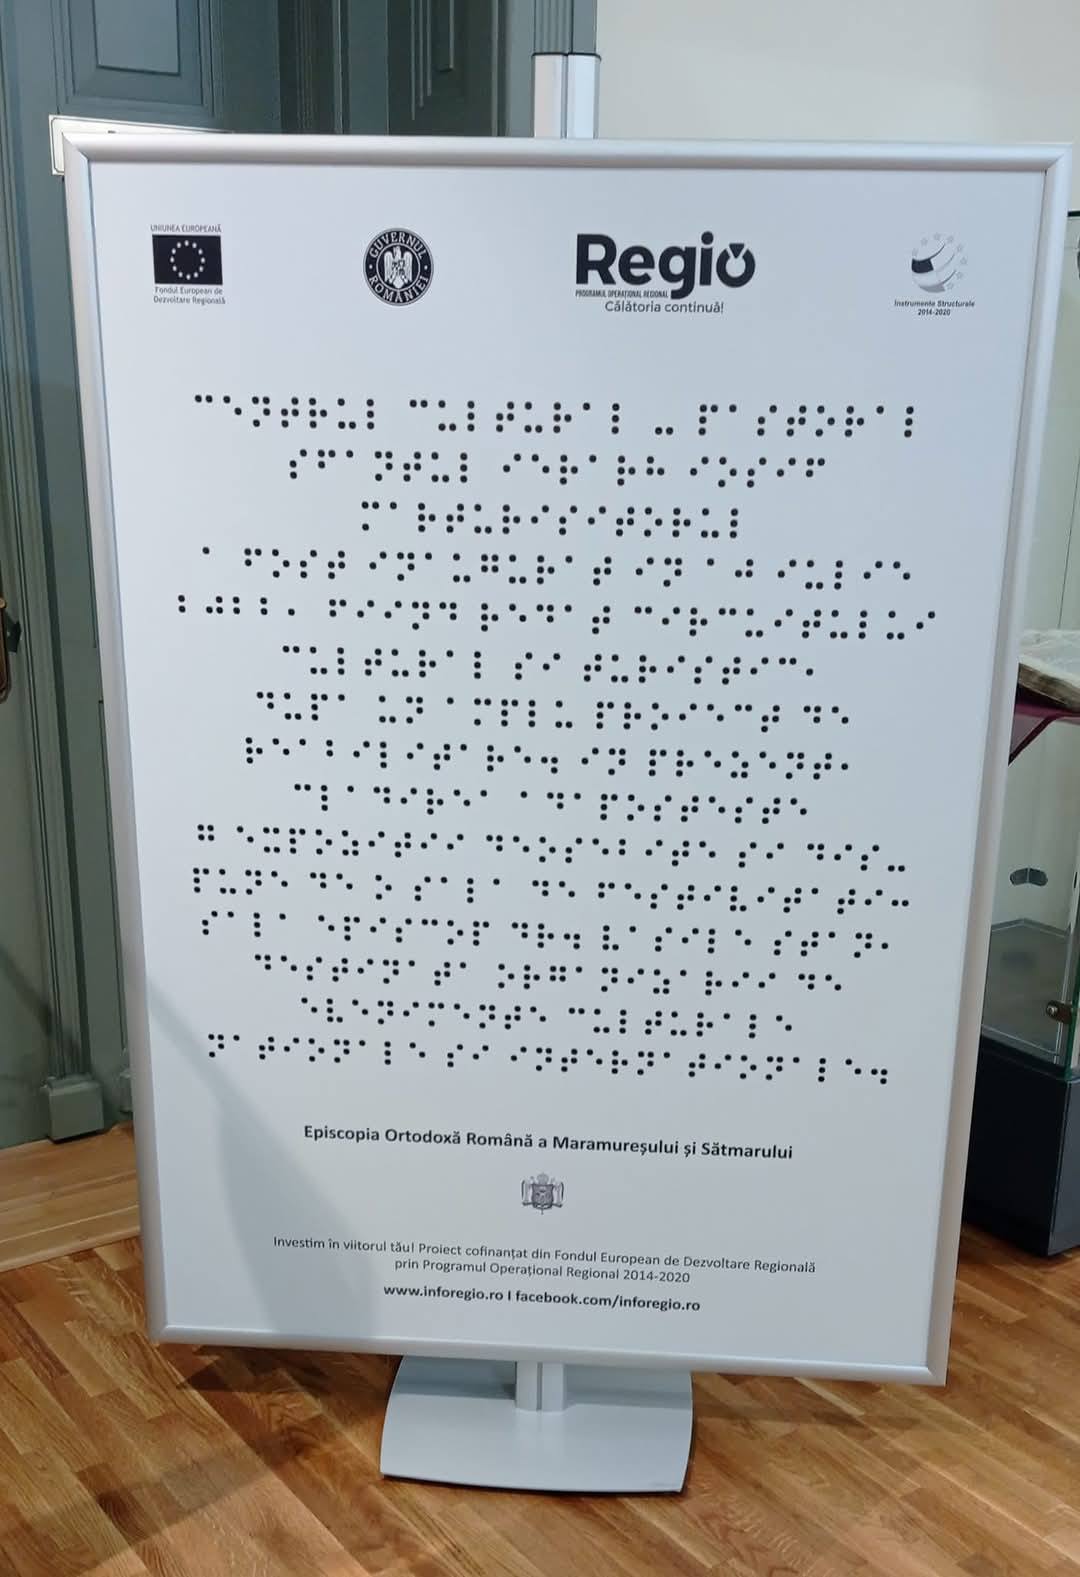 UNIUNEA EUROPEANĂ
Fondul European de
Dezvoltare Regională
GUVERNUL ROMÂNIEI
Regio
PROGRAMUL OPERAȚIONAL REGIONAL
Călătoria continuă!
Instrumente Structurale
2014-2020
⠉⠑⠝⠞⠗⠥⠇ ⠉⠥⠇⠞⠥⠗⠁⠇ ⠤ ⠏⠁⠎⠞⠕⠗⠁⠇
⠎⠋⠁⠝⠞⠥⠇ ⠊⠑⠗⠁⠗⠓ ⠊⠕⠎⠊⠋
⠍⠁⠗⠞⠥⠗⠊⠎⠊⠞⠕⠗⠥⠇
⠁ ⠋⠕⠎⠞ ⠊⠝⠁⠥⠛⠥⠗⠁⠞ ⠊⠝ ⠊⠥⠇⠊⠑
⠋⠊⠊⠝⠙ ⠗⠑⠙⠁⠞ ⠉⠊⠗⠉⠥⠊⠞⠥⠇⠥⠊
⠉⠥⠇⠞⠥⠗⠁⠇ ⠎⠊ ⠞⠥⠗⠊⠎⠞⠊⠉⠂
⠙⠥⠏⠁ ⠥⠝ ⠁⠍⠏⠇⠥ ⠏⠗⠕⠊⠑⠉⠞ ⠙⠑
⠗⠑⠁⠃⠊⠇⠊⠞⠁⠗⠑⠲ ⠊⠝ ⠏⠗⠑⠵⠑⠝⠞⠂
⠉⠇⠁⠙⠊⠗⠑⠁ ⠁⠙⠁⠏⠕⠎⠞⠑⠎⠞⠑
⠶ ⠑⠭⠏⠕⠵⠊⠞⠊⠊ ⠙⠑⠕⠎⠑⠃⠊⠞⠑ ⠎⠊ ⠙⠊⠎⠤
⠏⠥⠝⠑ ⠙⠑ ⠕ ⠎⠁⠇⠁ ⠙⠑ ⠋⠑⠎⠞⠊⠧⠊⠞⠁⠞⠊⠤
⠎⠁⠇⠁ ⠑⠏⠊⠎⠉⠕⠏ ⠙⠗⠲ ⠧⠁⠎⠊⠇⠑ ⠎⠞⠁⠝⠂
⠙⠑⠎⠞⠊⠝⠁⠞⠁ ⠕⠗⠛⠁⠝⠊⠵⠁⠗⠊⠊ ⠙⠑
⠑⠧⠑⠝⠊⠍⠑⠝⠞⠑ ⠉⠥⠇⠞⠥⠗⠁⠇⠑
⠝⠁⠞⠊⠕⠝⠁⠇⠑ ⠎⠊ ⠊⠝⠞⠑⠗⠝⠁⠞⠊⠕⠝⠁⠇⠑⠲
Episcopia Ortodoxă Română a Maramureșului și Sătmarului
Investim în viitorul tău! Proiect cofinanțat din Fondul European de Dezvoltare Regională
prin Programul Operațional Regional 2014-2020
www.inforegio.ro I facebook.com/inforegio.ro